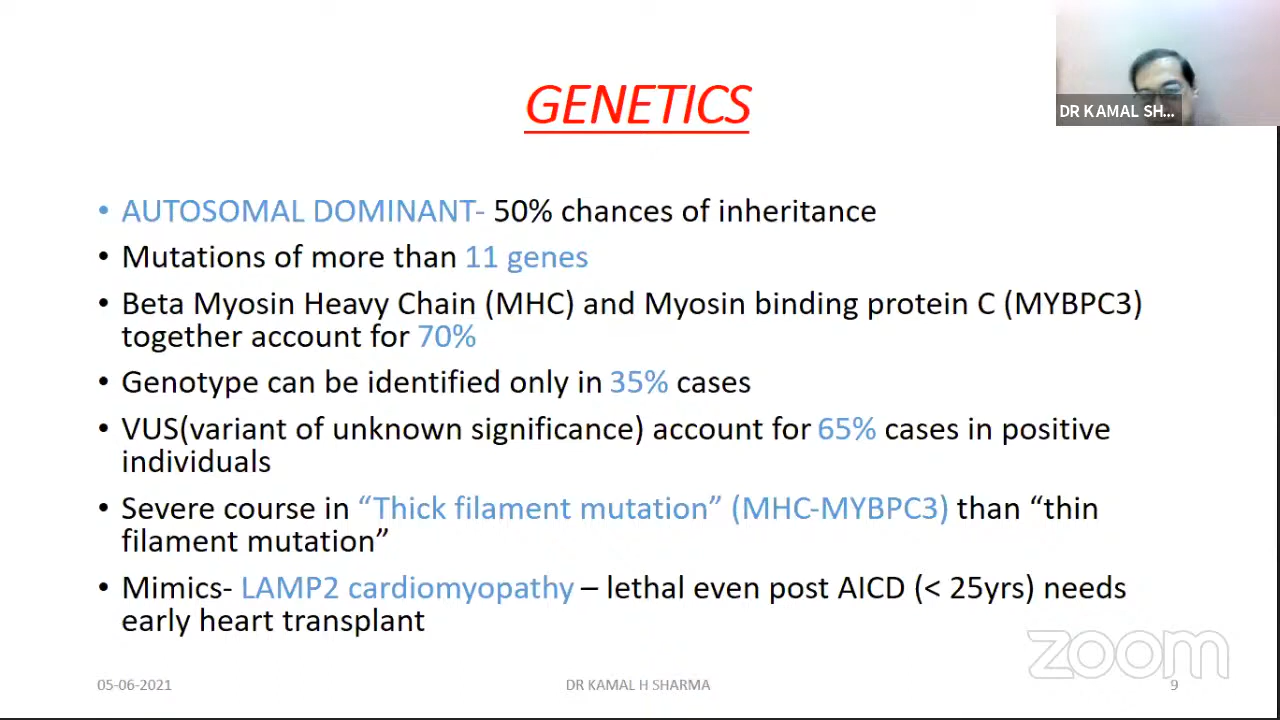 DR KAMAL SH...
GENETICS
• AUTOSOMAL DOMINANT- 50% chances of inheritance
• Mutations of more than 11 genes
• Beta Myosin Heavy Chain (MHC) and Myosin binding protein C (MYBPC3)
together account for 70%
• Genotype can be identified only in 35% cases
• VUS(variant of unknown significance) account for 65% cases in positive
individuals
• Severe course in “Thick filament mutation” (MHC-MYBPC3) than “thin
filament mutation”
• Mimics- LAMP2 cardiomyopathy – lethal even post AICD (< 25yrs) needs
early heart transplant
zoom
05-06-2021
DR KAMAL H SHARMA
9